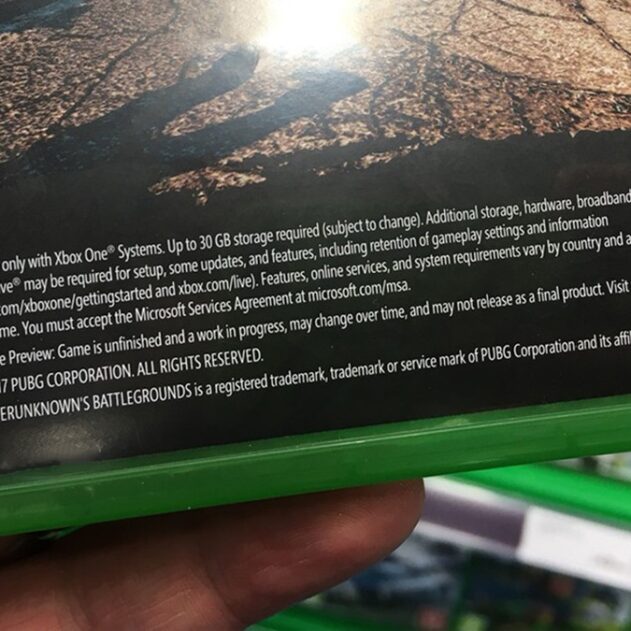 only with Xbox One® Systems. Up to 30 GB storage required (subject to change). Additional storage, hardware, broadband
ve® may be required for setup, some updates, and features, including retention of gameplay settings and information
com/xboxone/gettingstarted and xbox.com/live). Features, online services, and system requirements vary by country and a
me. You must accept the Microsoft Services Agreement at microsoft.com/msa.
e Preview: Game is unfinished and a work in progress, may change over time, and may not release as a final product. Visit
17 PUBG CORPORATION. ALL RIGHTS RESERVED.
ERUNKNOWN'S BATTLEGROUNDS is a registered trademark, trademark or service mark of PUBG Corporation and its affil